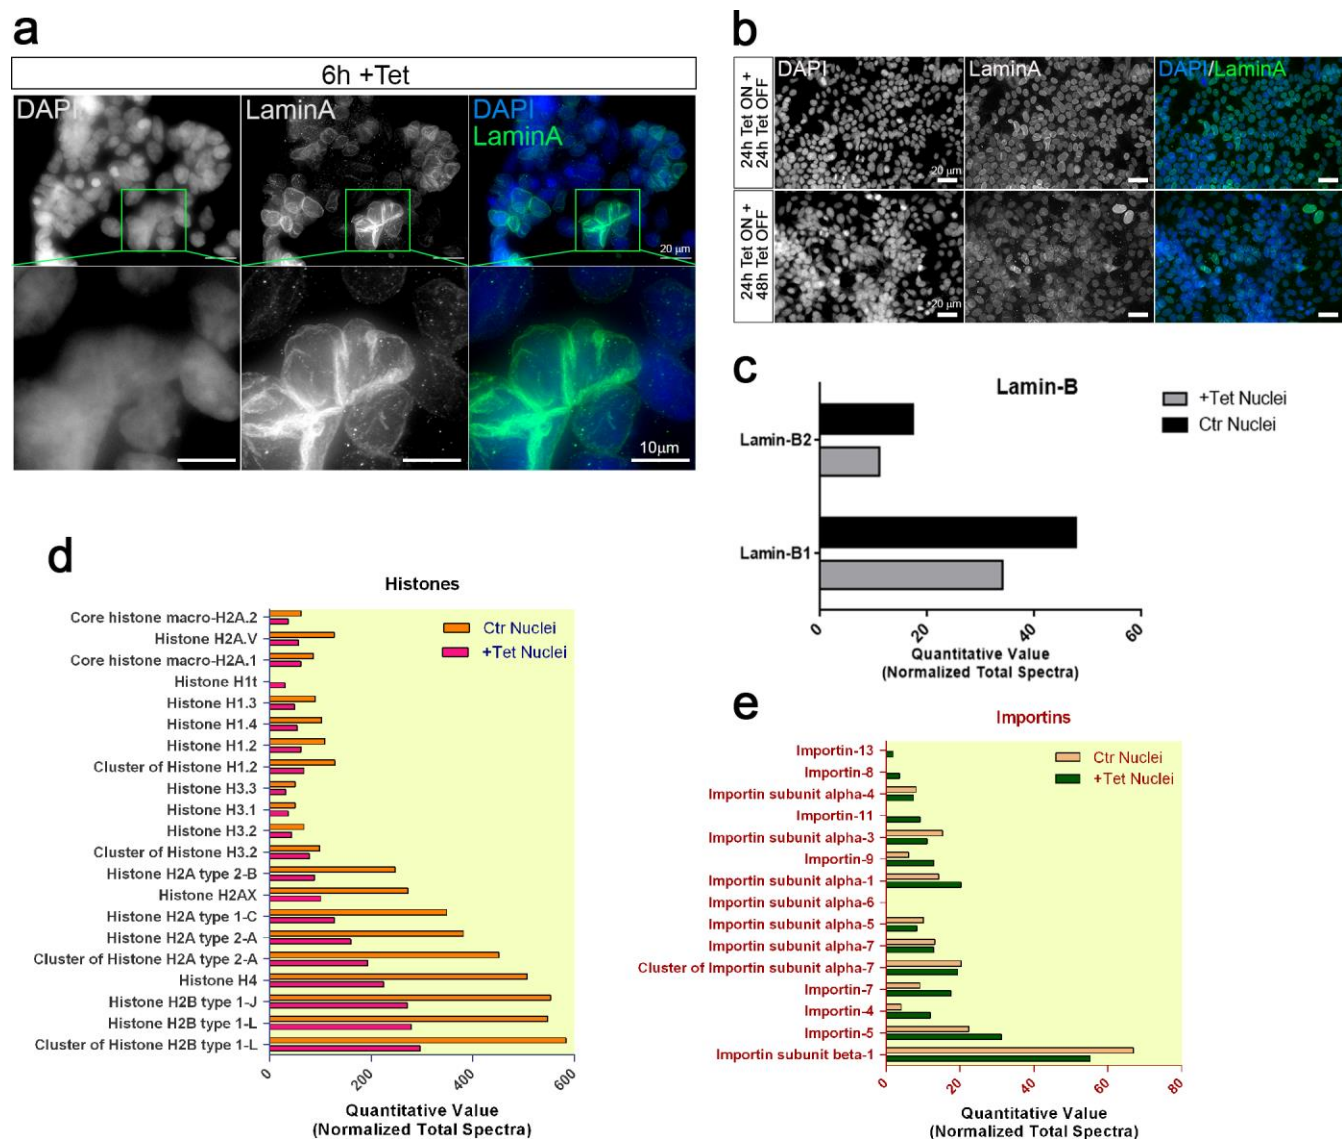 a
6h +Tet
DAPI
LaminA
DAPI
LaminA
20 µm
10µm
b
24h Tet ON +
24h Tet OFF
DAPI
LaminA
DAPI/LaminA
20 µm
24h Tet ON +
48h Tet OFF
20 µm
c
Lamin-B
+Tet Nuclei
Ctr Nuclei
Lamin-B2
Lamin-B1
0
20
40
60
Quantitative Value
(Normalized Total Spectra)
d
Histones
Ctr Nuclei
+Tet Nuclei
Core histone macro-H2A.2
Histone H2A.V
Core histone macro-H2A.1
Histone H1t
Histone H1.3
Histone H1.4
Histone H1.2
Cluster of Histone H1.2
Histone H3.3
Histone H3.1
Histone H3.2
Cluster of Histone H3.2
Histone H2A type 2-B
Histone H2AX
Histone H2A type 1-C
Histone H2A type 2-A
Cluster of Histone H2A type 2-A
Histone H4
Histone H2B type 1-J
Histone H2B type 1-L
Cluster of Histone H2B type 1-L
0
200
400
600
Quantitative Value
(Normalized Total Spectra)
e
Importins
Ctr Nuclei
+Tet Nuclei
Importin-13
Importin-8
Importin subunit alpha-4
Importin-11
Importin subunit alpha-3
Importin-9
Importin subunit alpha-1
Importin subunit alpha-6
Importin subunit alpha-5
Importin subunit alpha-7
Cluster of Importin subunit alpha-7
Importin-7
Importin-4
Importin-5
Importin subunit beta-1
0
20
40
60
80
Quantitative Value
(Normalized Total Spectra)